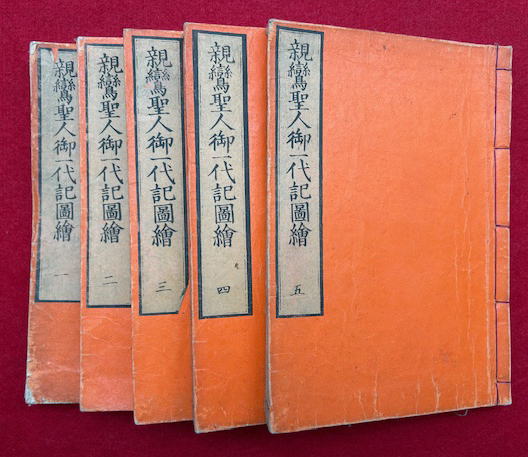 親鸞聖人御一代記圖繪 一
親鸞聖人御一代記圖繪 二
親鸞聖人御一代記圖繪 三
親鸞聖人御一代記圖繪 四
親鸞聖人御一代記圖繪 五